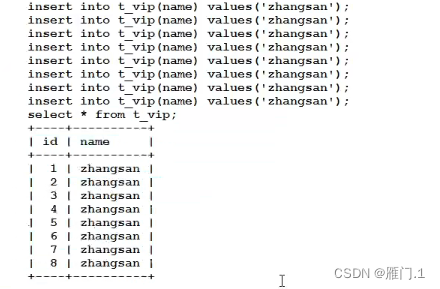 insert into t_vip(name) values('zhangsan');
insert into t_vip(name) values('zhangsan');
insert into t_vip(name) values('zhangsan');
insert into t_vip(name) values('zhangsan');
insert into t_vip(name) values('zhangsan');
insert into t_vip(name) values('zhangsan');
insert into t_vip(name) values('zhangsan');
insert into t_vip(name) values('zhangsan');
select * from t_vip;
+----+----------+
| id | name     |
+----+----------+
|  1 | zhangsan |
|  2 | zhangsan |
|  3 | zhangsan |
|  4 | zhangsan |
|  5 | zhangsan |
|  6 | zhangsan |
|  7 | zhangsan |
|  8 | zhangsan |
+----+----------+
CSDN @雁门.1